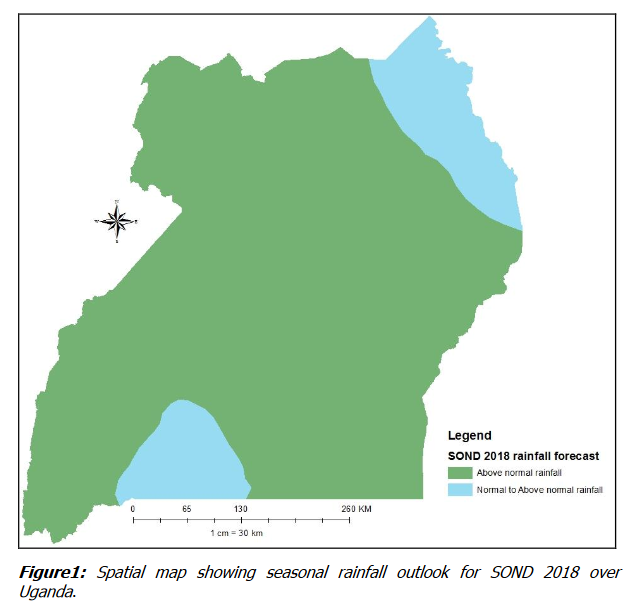 Legend
SOND 2018 rainfall forecast
Above normal rainfall
Normal to Above normal rainfall
0 65 130 260 KM
1 cm = 30 km
Figure1: Spatial map showing seasonal rainfall outlook for SOND 2018 over
Uganda.